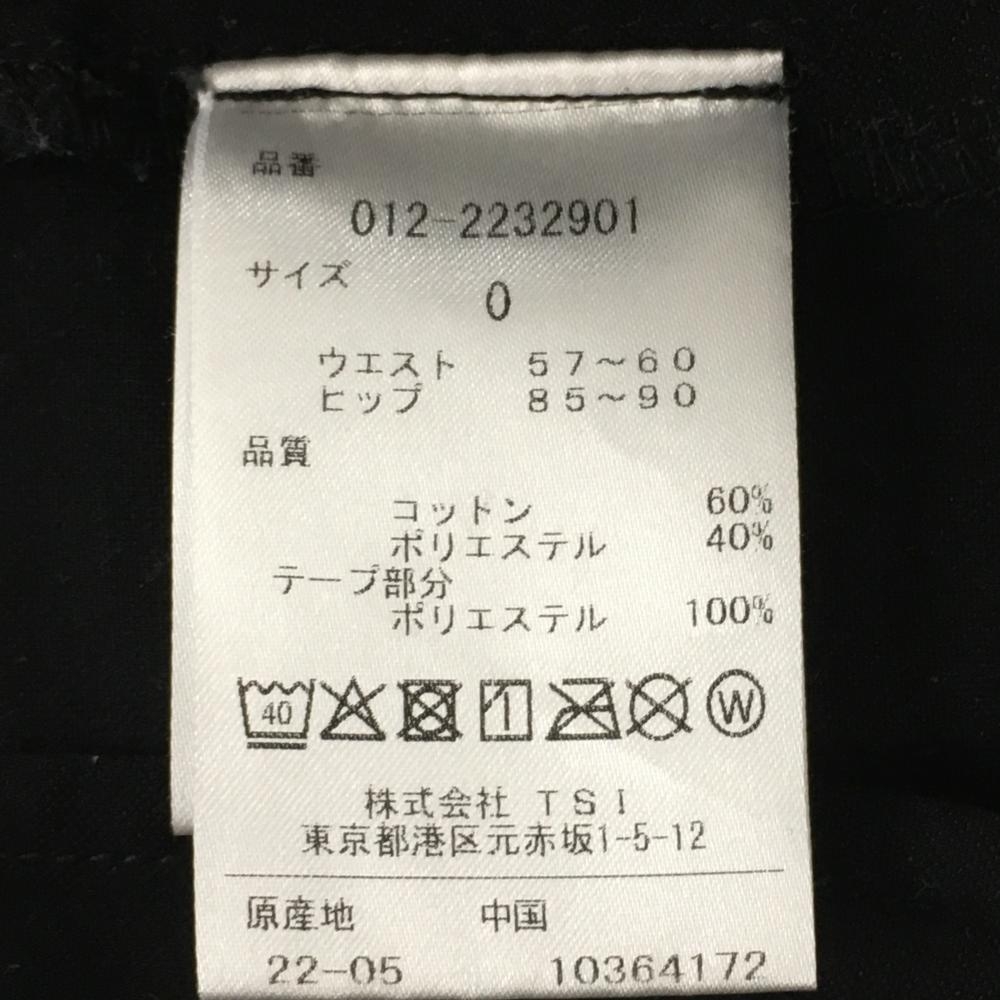 品番
012-2232901
サイズ
0
ウエスト 57～60
ヒップ 85～90
品質
コットン 60%
ポリエステル 40%
テープ部分
ポリエステル 100%
40 W
株式会社 TSI
東京都港区元赤坂1-5-12
原産地 中国
22-05 10364172